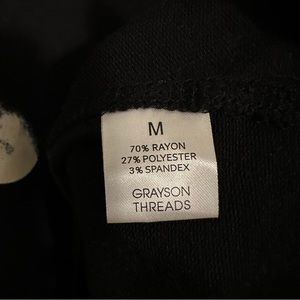 M
70% RAYON
27% POLYESTER
3% SPANDEX
GRAYSON
THREADS